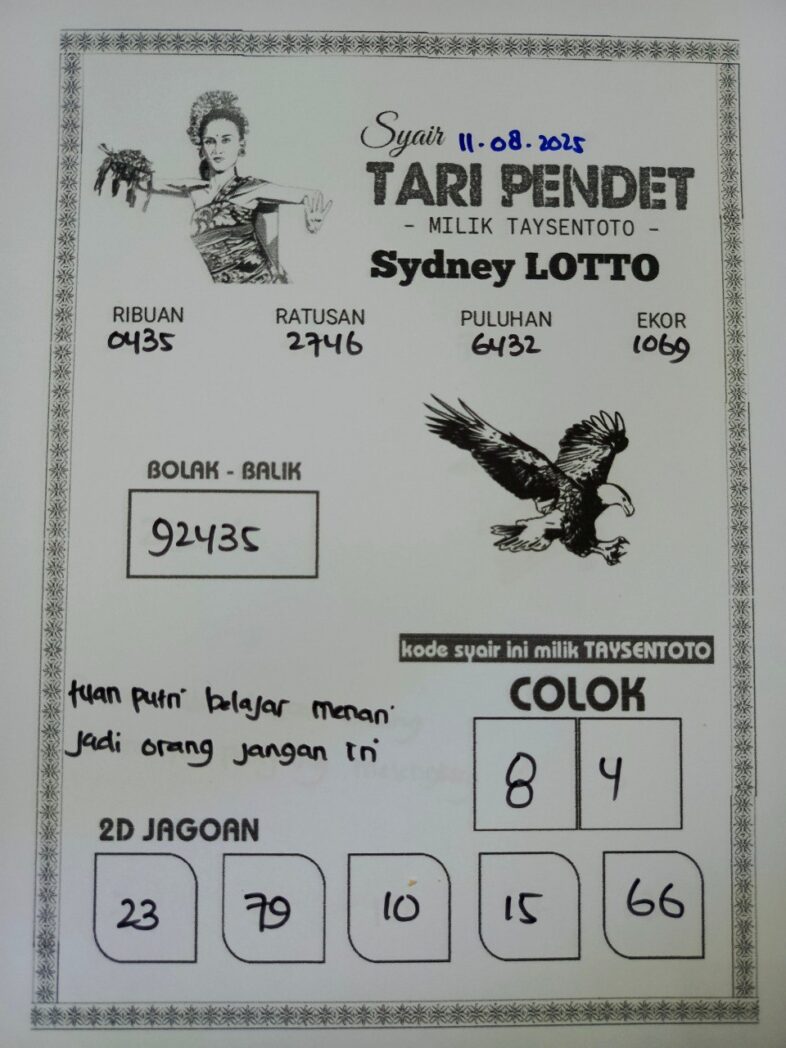 Syair 11.08.2025
TARI PENDET
- MILIK TAYSENTOTO -
Sydney LOTTO
RIBUAN RATUSAN PULUHAN EKOR
0435 2746 6432 1069
BOLAK - BALIK
92435
kode syair ini milik TAYSENTOTO
tuan putri belajar menari
jadi orang jangan iri
COLOK
8 4
2D JAGOAN
23 79 10 15 66